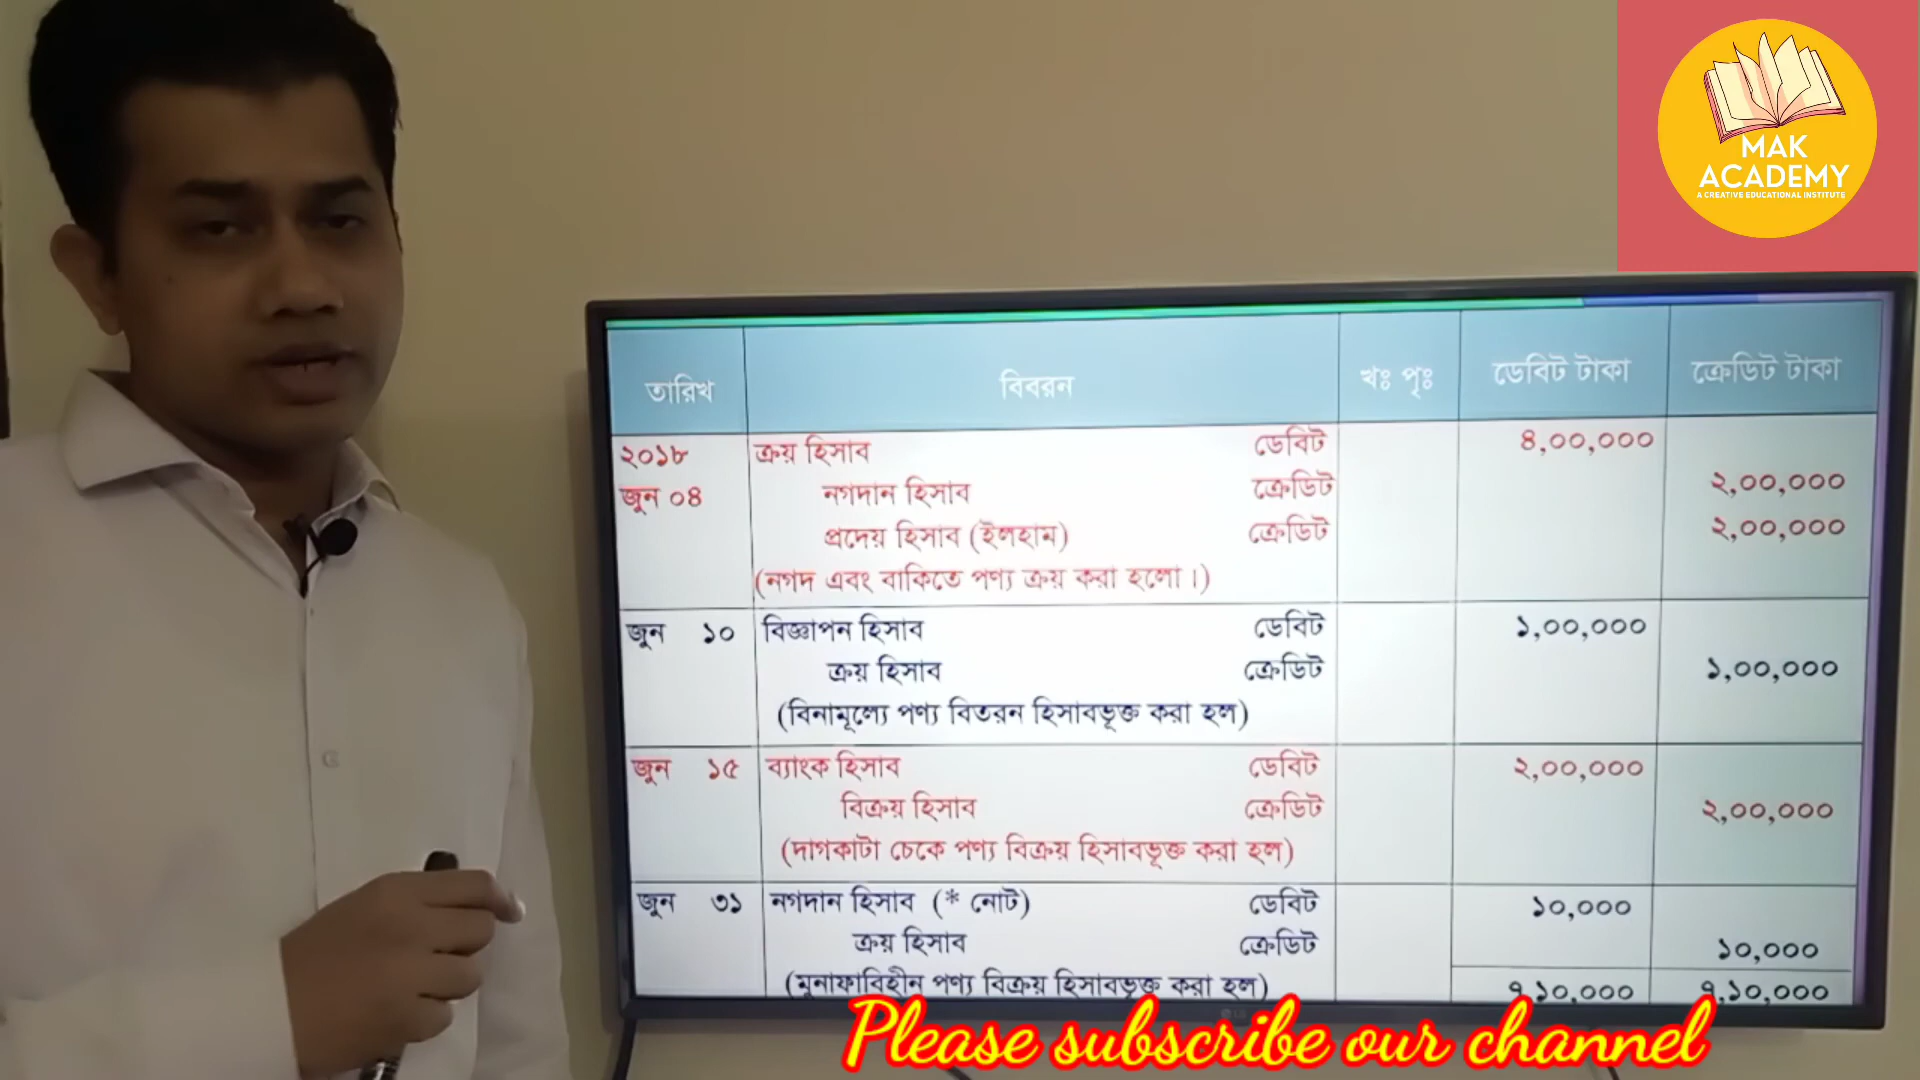 MAK
ACADEMY
A CREATIVE EDUCATIONAL INSTITUTE
তারিখ বিবরন খঃ পৃঃ ডেবিট টাকা ক্রেডিট টাকা
২০১৮ ক্রয় হিসাব ডেবিট ৪,০০,০০০
জুন ০৪ নগদান হিসাব ক্রেডিট ২,০০,০০০
প্রদেয় হিসাব (ইলহাম) ক্রেডিট ২,০০,০০০
(নগদ এবং বাকিতে পণ্য ক্রয় করা হলো।)
জুন ১০ বিজ্ঞাপন হিসাব ডেবিট ১,০০,০০০
ক্রয় হিসাব ক্রেডিট ১,০০,০০০
(বিনামূল্যে পণ্য বিতরন হিসাবভূক্ত করা হল)
জুন ১৫ ব্যাংক হিসাব ডেবিট ২,০০,০০০
বিক্রয় হিসাব ক্রেডিট ২,০০,০০০
(দাগকাটা চেকে পণ্য বিক্রয় হিসাবভূক্ত করা হল)
জুন ৩১ নগদান হিসাব (* নোট) ডেবিট ১০,০০০
ক্রয় হিসাব ক্রেডিট ১০,০০০
(মুনাফাবিহীন পণ্য বিক্রয় হিসাবভূক্ত করা হল) ৭,১০,০০০ ৭,১০,০০০
Please subscribe our channel